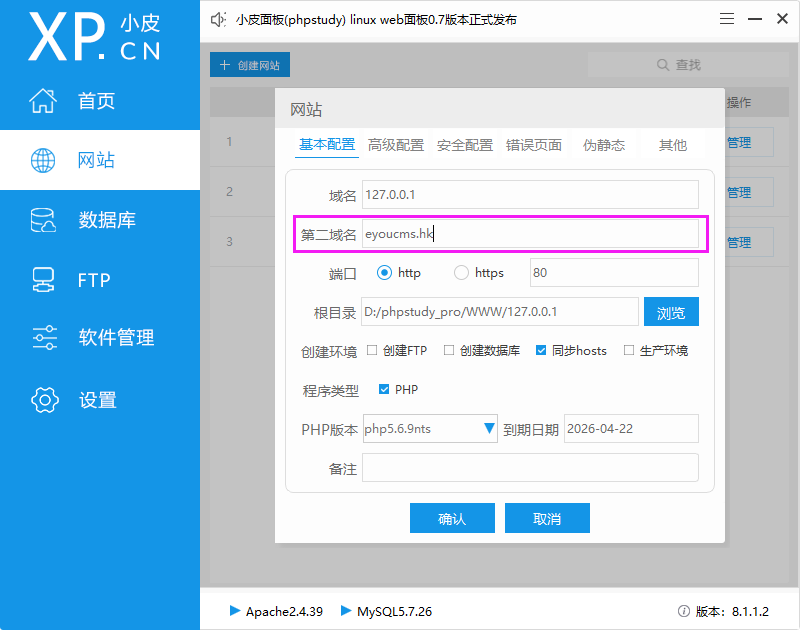 XP.CN 小皮
小皮面板(phpstudy) linux web面板0.7版本正式发布
首页
网站
数据库
FTP
软件管理
设置
创建网站
查找
操作
1 管理
2 管理
3 管理
网站
基本配置 高级配置 安全配置 错误页面 伪静态 其他
域名 127.0.0.1
第二域名 eyoucms.hk
端口 http https 80
根目录 D:/phpstudy_pro/WWW/127.0.0.1 浏览
创建环境 创建FTP 创建数据库 同步hosts 生产环境
程序类型 PHP
PHP版本 php5.6.9nts 到期日期 2026-04-22
备注
确认 取消
Apache2.4.39 MySQL5.7.26 版本：8.1.1.2